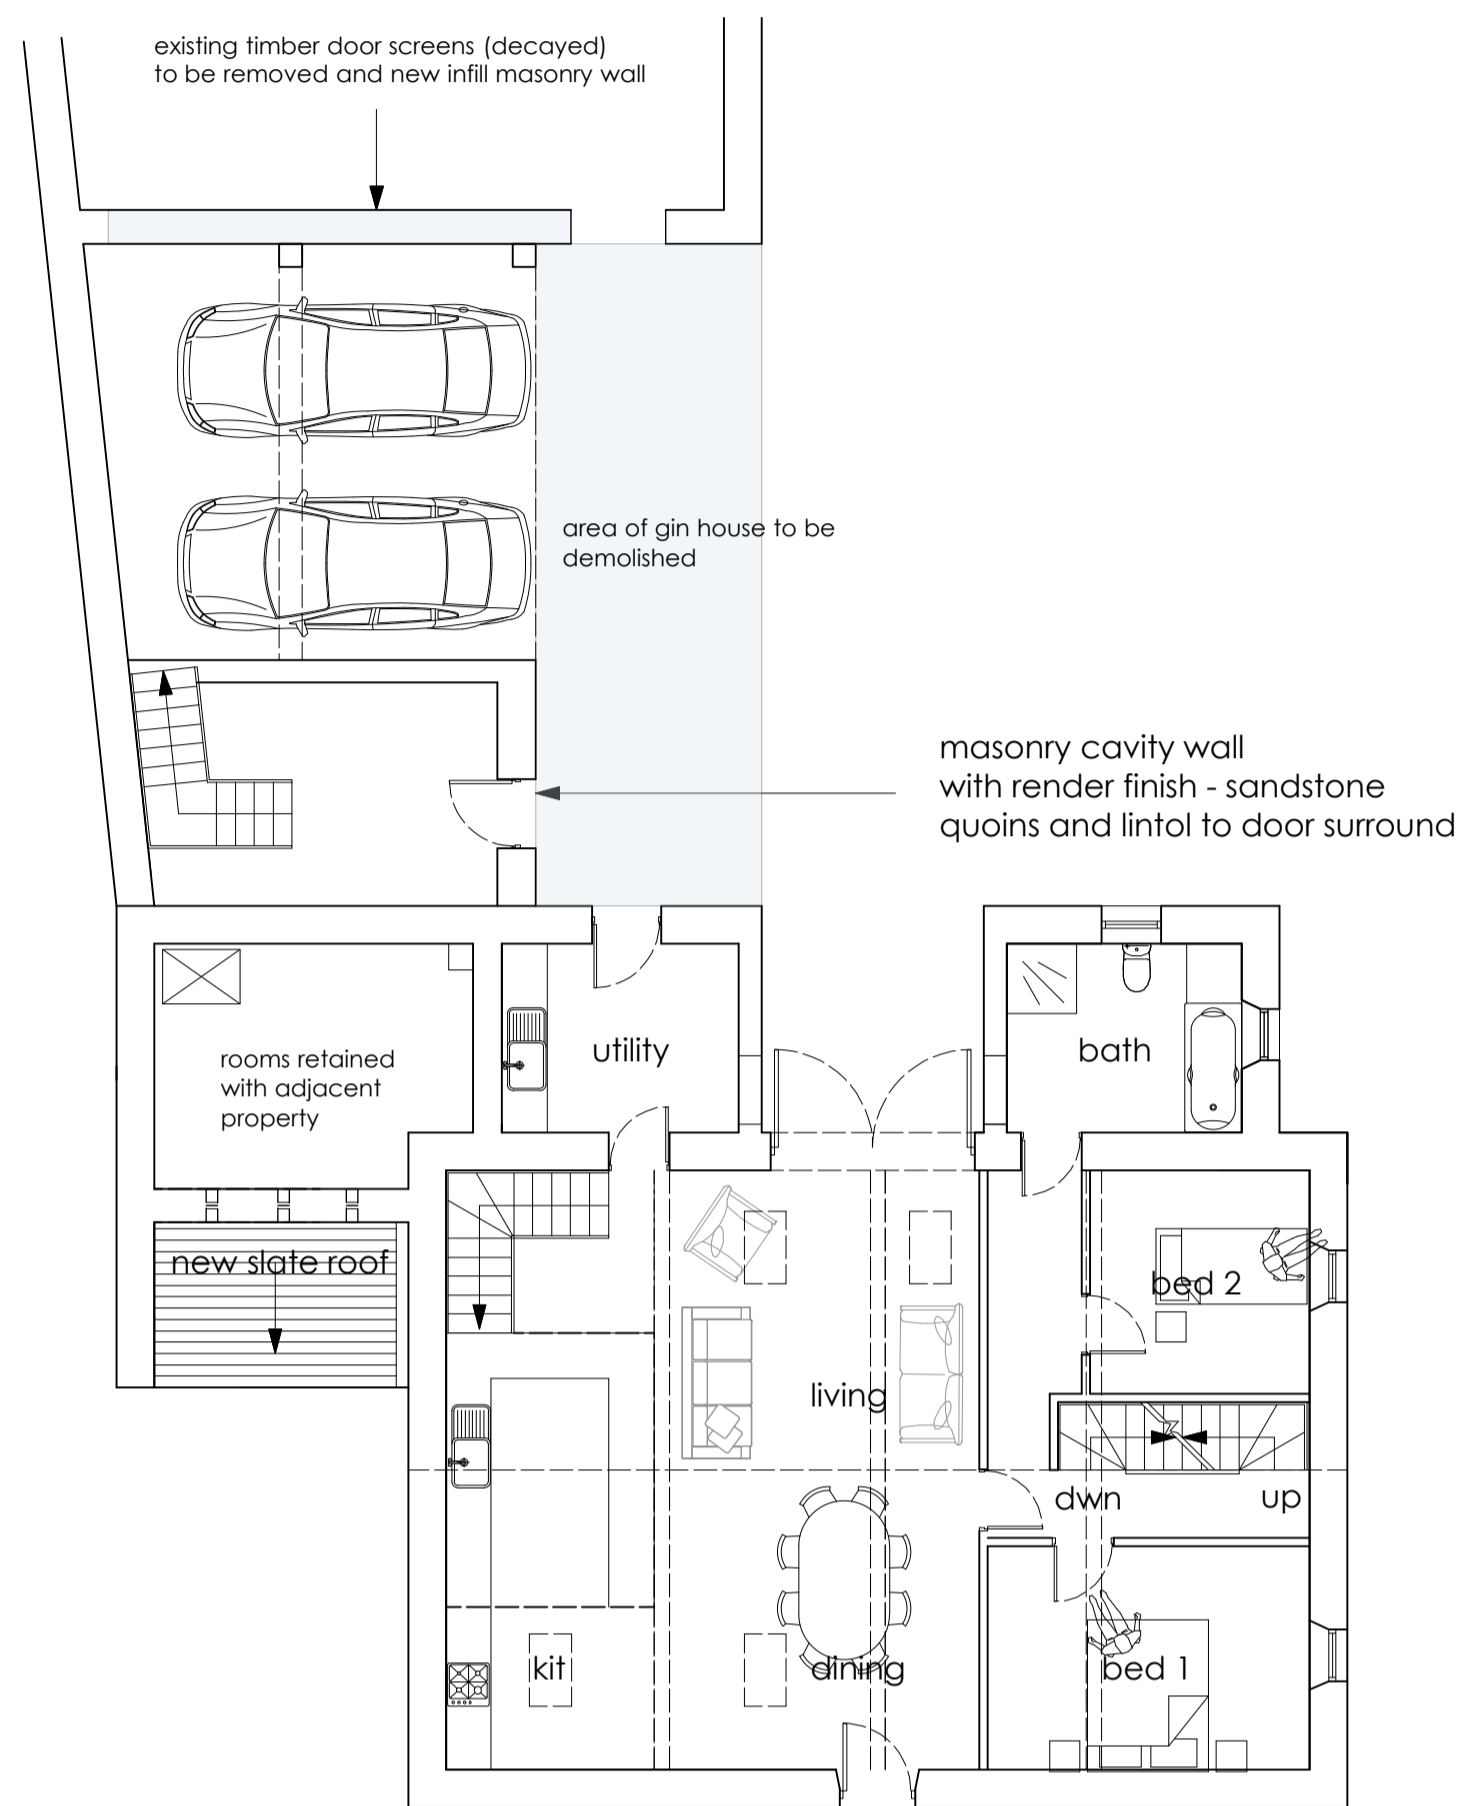 existing timber door screens (decayed)
to be removed and new infill masonry wall
area of gin house to be
demolished
masonry cavity wall
with render finish - sandstone
quoins and lintol to door surround
rooms retained
with adjacent
property
utility
bath
new slate roof
bed 2
living
dwn
up
kit
dining
bed 1